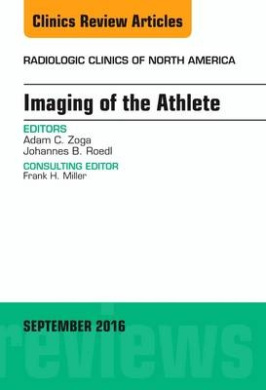 Clinics Review Articles
RADIOLOGIC CLINICS OF NORTH AMERICA
Imaging of the Athlete
EDITORS
Adam C. Zoga
Johannes B. Roedl
CONSULTING EDITOR
Frank H. Miller
SEPTEMBER 2016
reviews